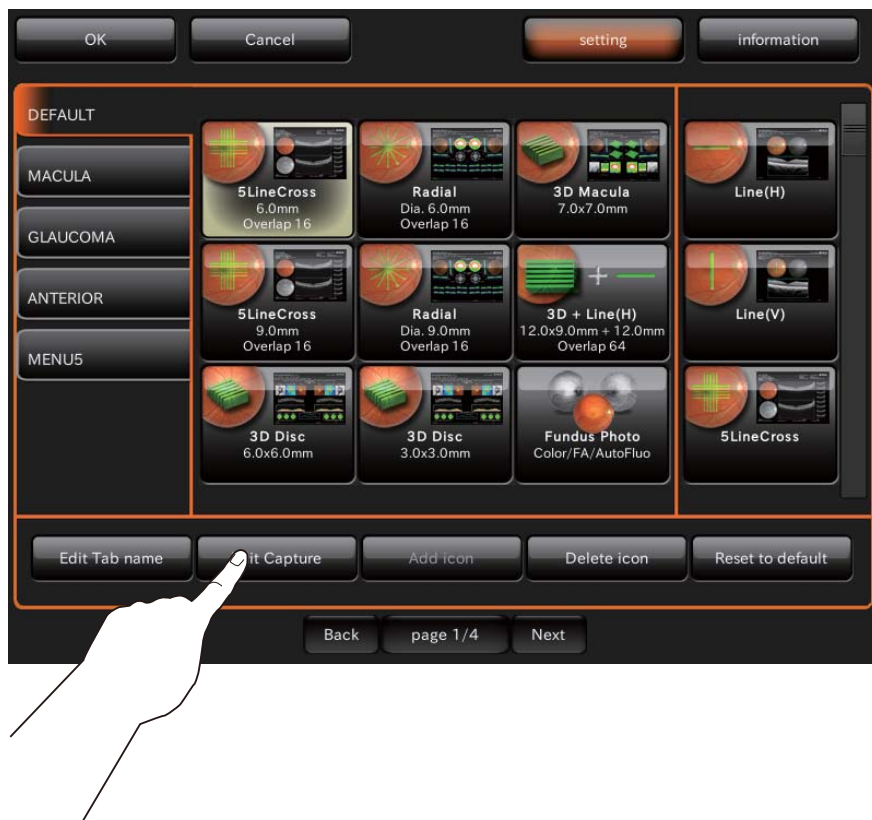 OK
Cancel
setting
information
DEFAULT
MACULA
GLAUCOMA
ANTERIOR
MENU5
5LineCross
6.0mm
Overlap 16
Radial
Dia. 6.0mm
Overlap 16
3D Macula
7.0x7.0mm
Line(H)
5LineCross
9.0mm
Overlap 16
Radial
Dia. 9.0mm
Overlap 16
3D + Line(H)
12.0x9.0mm + 12.0mm
Overlap 64
Line(V)
3D Disc
6.0x6.0mm
3D Disc
3.0x3.0mm
Fundus Photo
Color/FA/AutoFluo
5LineCross
Edit Tab name
it Capture
Add icon
Delete icon
Reset to default
Back
page 1/4
Next